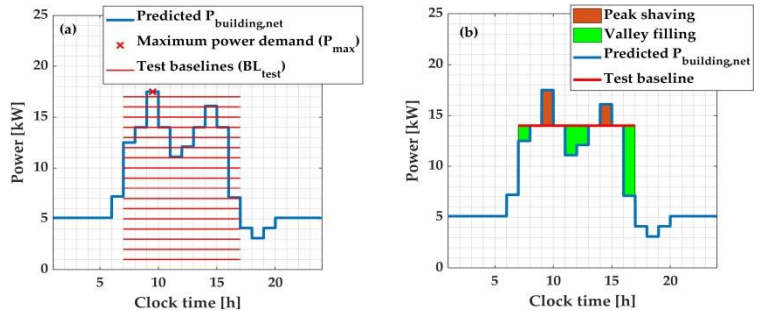 (a)
Predicted P_building,net
Maximum power demand (P_max)
Test baselines (BL_test)
25
20
15
10
5
0
Power [kW]
5
10
15
20
Clock time [h]
(b)
Peak shaving
Valley filling
Predicted P_building,net
Test baseline
25
20
15
10
5
0
Power [kW]
5
10
15
20
Clock time [h]